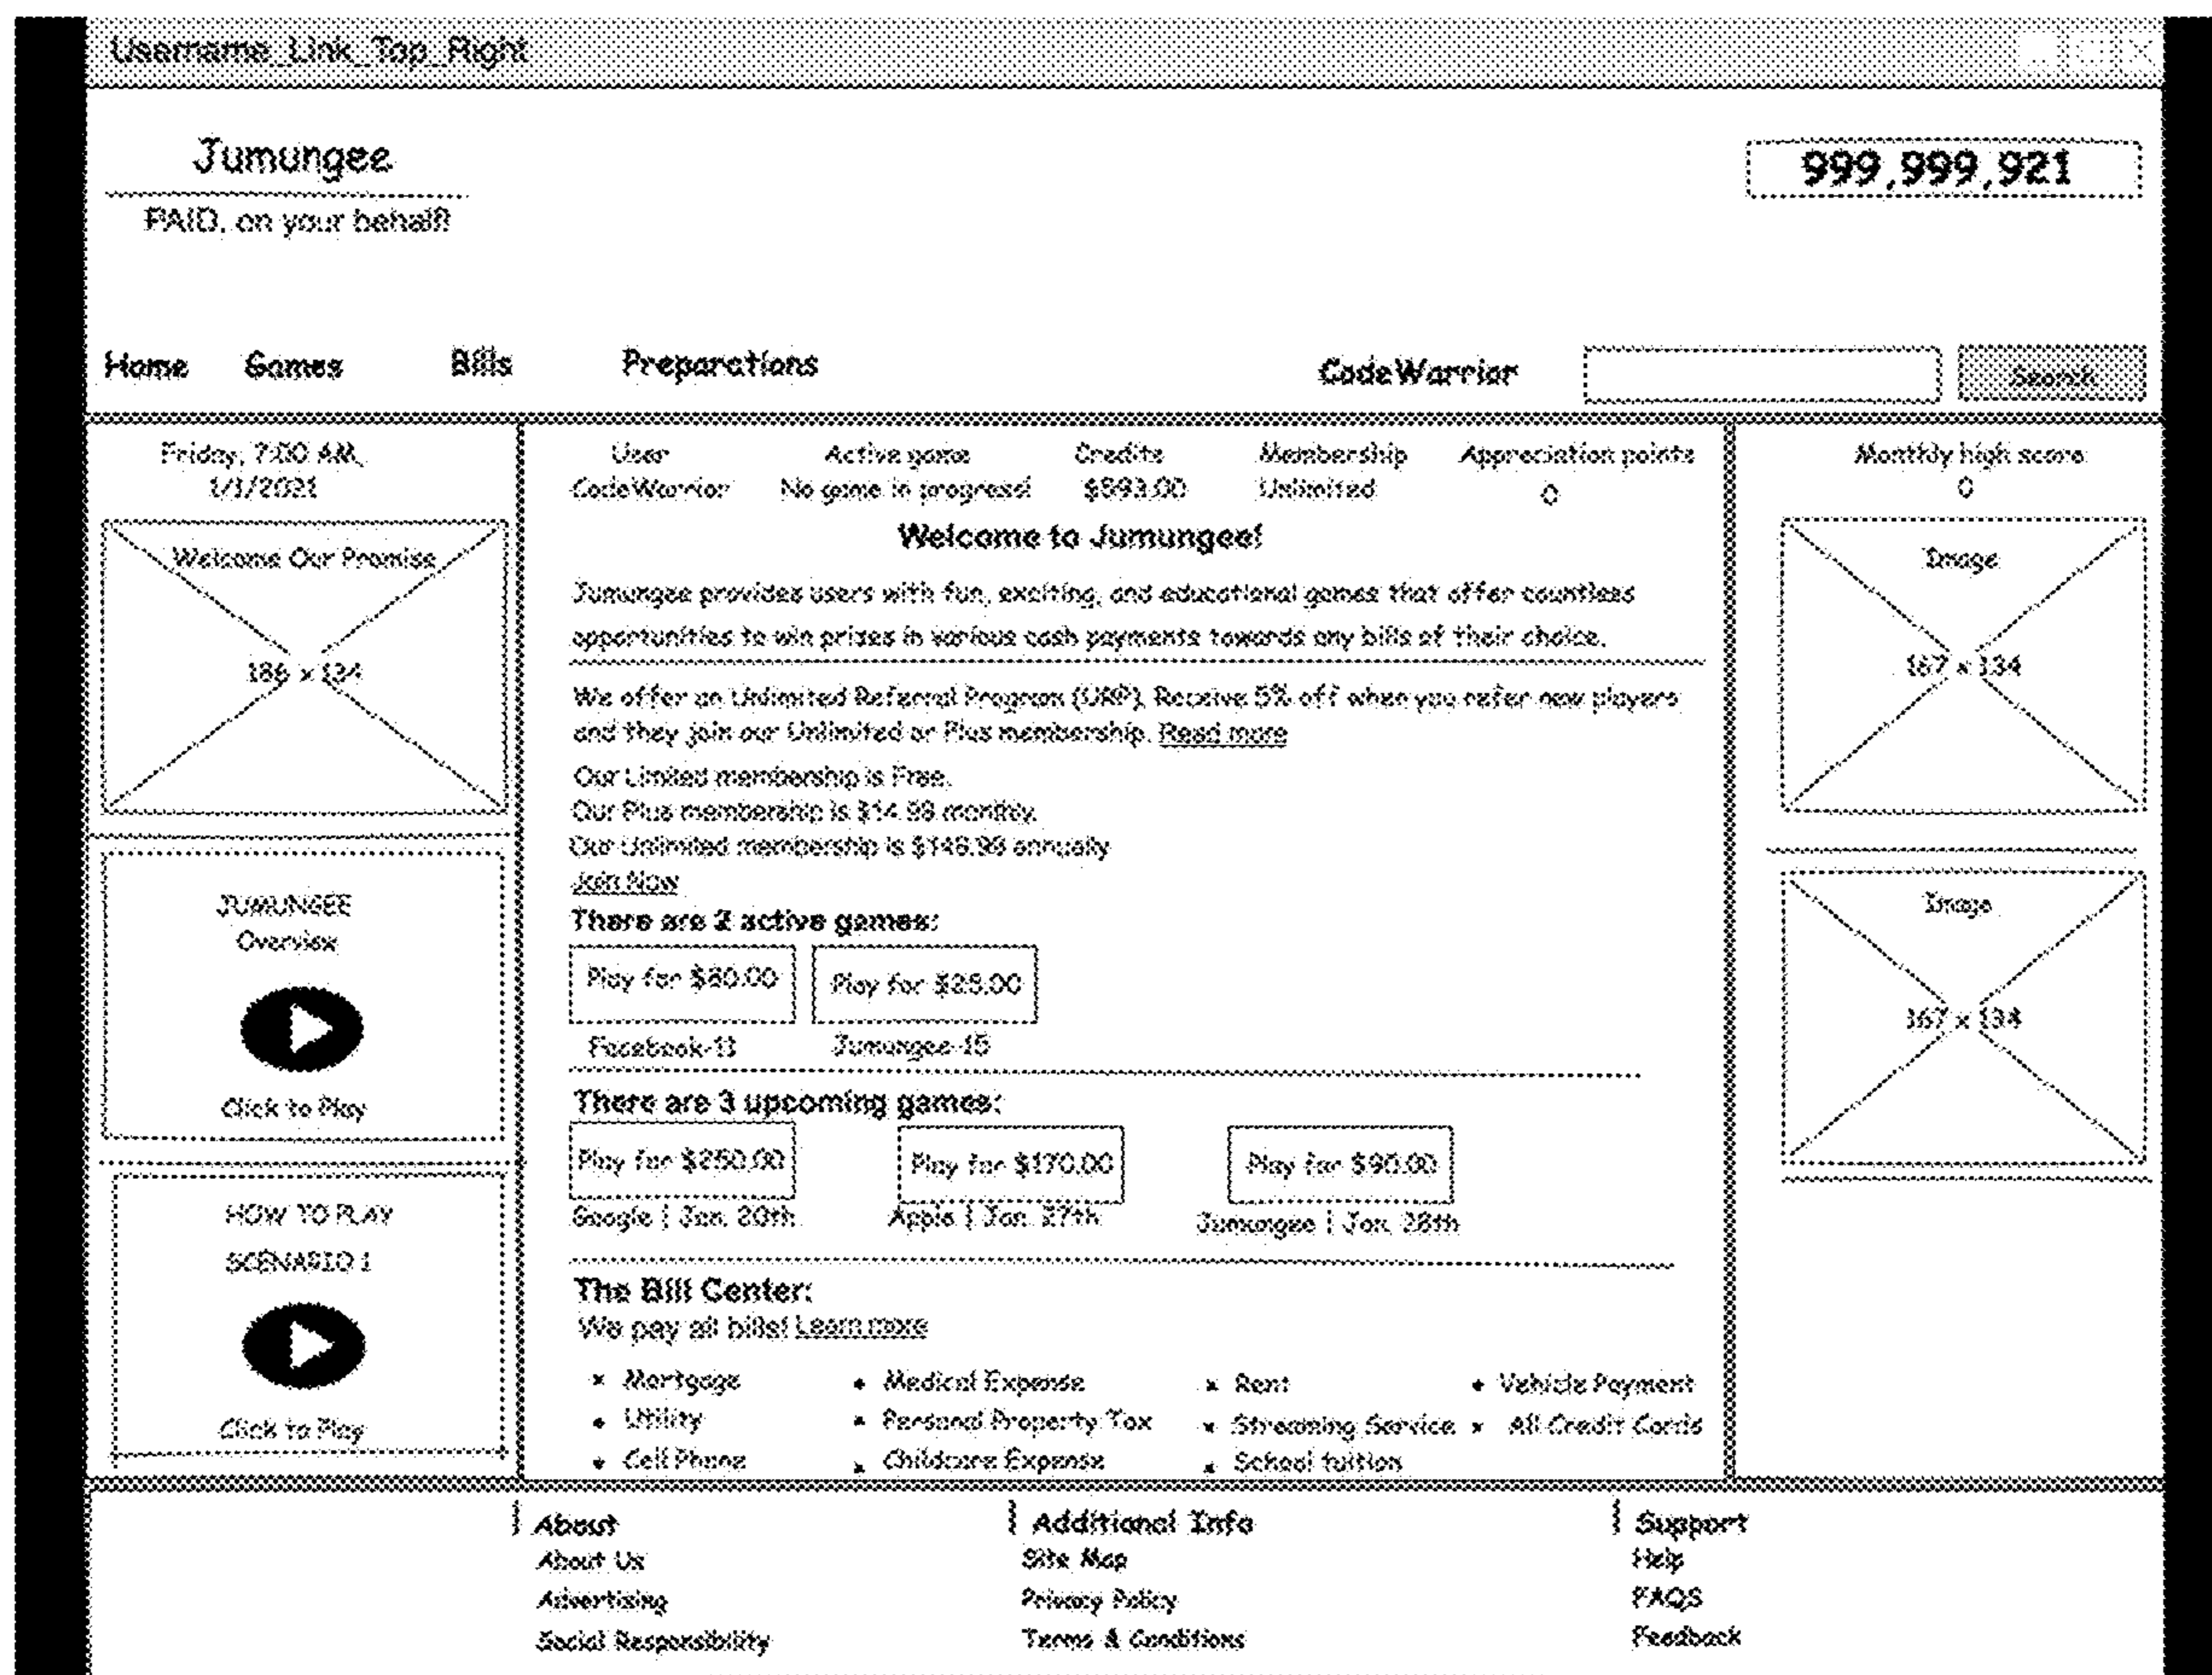 Username_Link_Top_Right
Jumungee
999,999,921
PAID, on your behalf!
Home Games Bills Preparations CodeWarrior Search
Friday, 7:00 AM,
1/1/2021
User Active game Credits Membership Appreciation points
CodeWarrior No game in progress! $893.00 Unlimited 0
Monthly high score
0
Welcome Our Promise
186 x 134
JUMUNGEE
Overview
Click to Play
HOW TO PLAY
SCENARIO 1
Click to Play
Welcome to Jumungee!
Jumungee provides users with fun, exciting, and educational games that offer countless
opportunities to win prizes in various cash payments towards any bills of their choice.
We offer an Unlimited Referral Program (URP). Receive 5% off when you refer new players
and they join our Unlimited or Plus membership. Read more
Our Limited membership is Free.
Our Plus membership is $14.99 monthly.
Our Unlimited membership is annually
Join Now
There are 2 active games:
Play for $80.00 Play for $25.00
Facebook-11 Jumungee-15
There are 3 upcoming games:
Play for $250.00 Play for $170.00 Play for $90.00
Google | Jan. 20th Apple | Jan. 27th Jumungee | Jan. 28th
The Bill Center:
We pay all bills! Learn more
Mortgage Medical Expense Rent Vehicle Payment
Utility Personal Property Tax Streaming Service All Credit Cards
Cell Phone Childcare Expense School tuition
Image
167 x 134
Image
167 x 134
About Additional Info Support
About Us Site Map Help
Advertising Privacy Policy FAQS
Social Responsibility Terms & Conditions Feedback